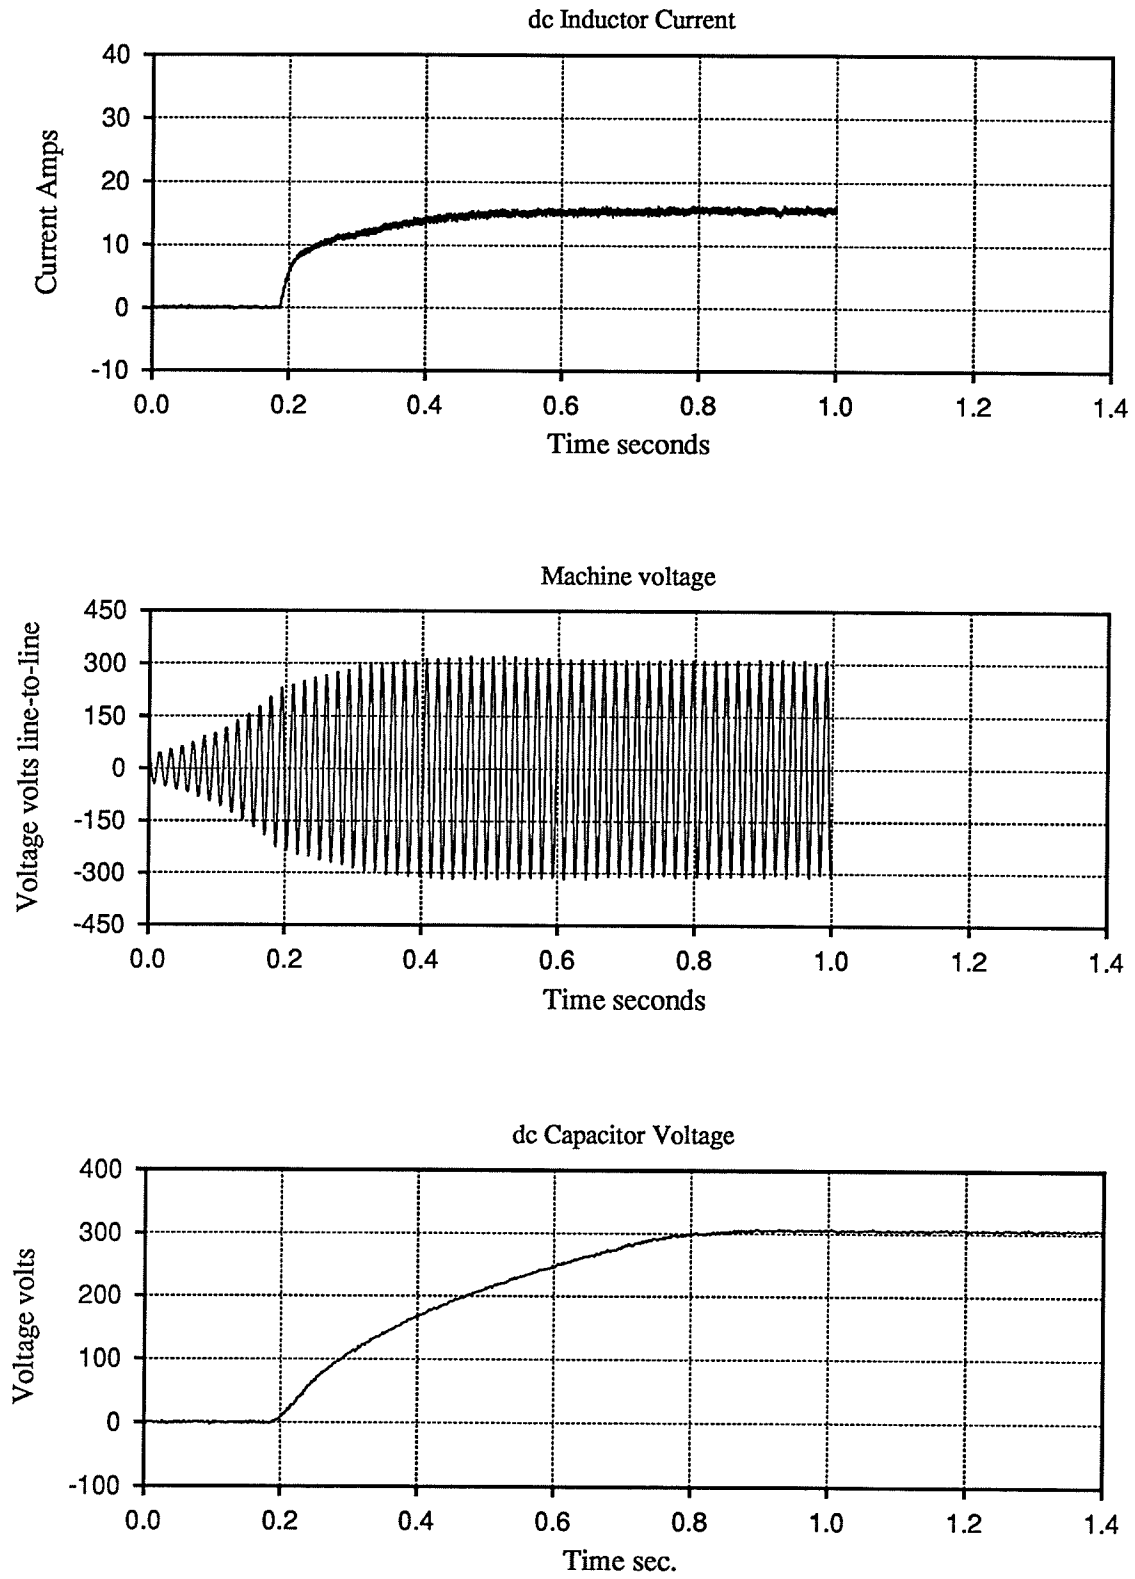 dc Inductor Current
40
30
20
10
0
-10
Current Amps
0.0 0.2 0.4 0.6 0.8 1.0 1.2 1.4
Time seconds
Machine voltage
450
300
150
0
-150
-300
-450
Voltage volts line-to-line
0.0 0.2 0.4 0.6 0.8 1.0 1.2 1.4
Time seconds
dc Capacitor Voltage
400
300
200
100
0
-100
Voltage volts
0.0 0.2 0.4 0.6 0.8 1.0 1.2 1.4
Time sec.